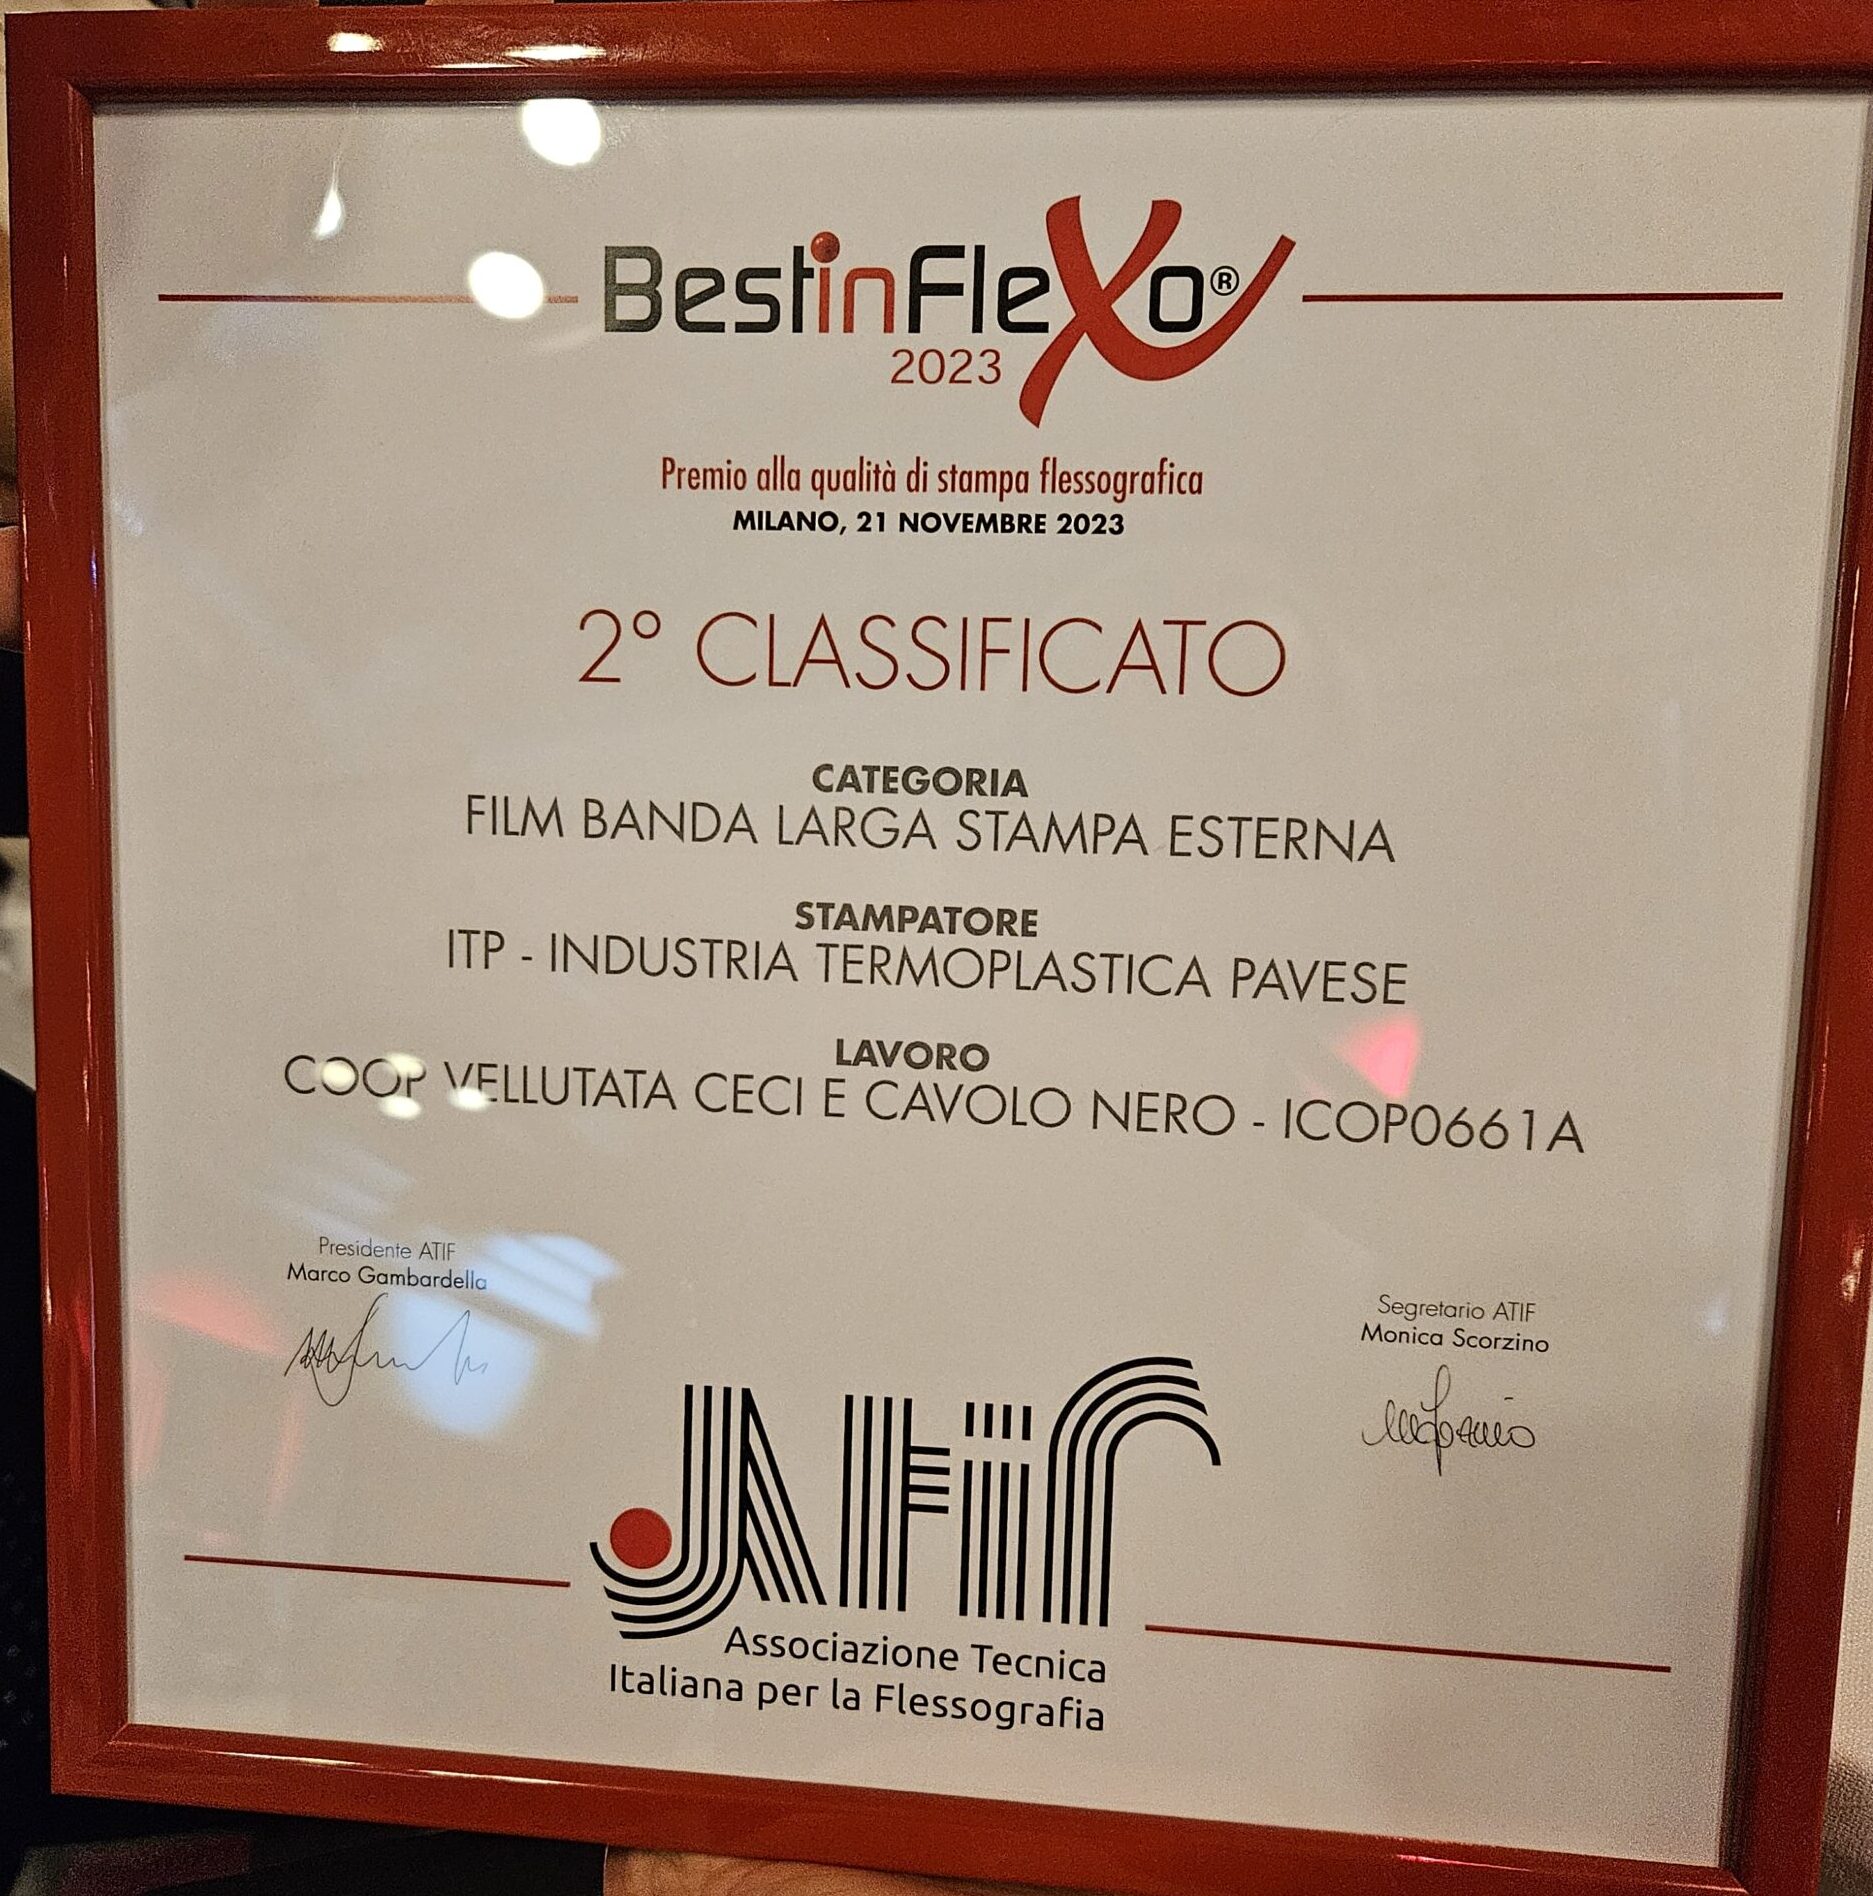 BestinFlexo®
2023
Premio alla qualità di stampa flessografica
MILANO, 21 NOVEMBRE 2023
2° CLASSIFICATO
CATEGORIA
FILM BANDA LARGA STAMPA ESTERNA
STAMPATORE
ITP - INDUSTRIA TERMOPLASTICA PAVESE
LAVORO
COOP VELLUTATA CECI E CAVOLO NERO - ICOP0661A
Presidente ATIF
Marco Gambardella
Segretario ATIF
Monica Scorzino
Atif
Associazione Tecnica
Italiana per la Flessografia